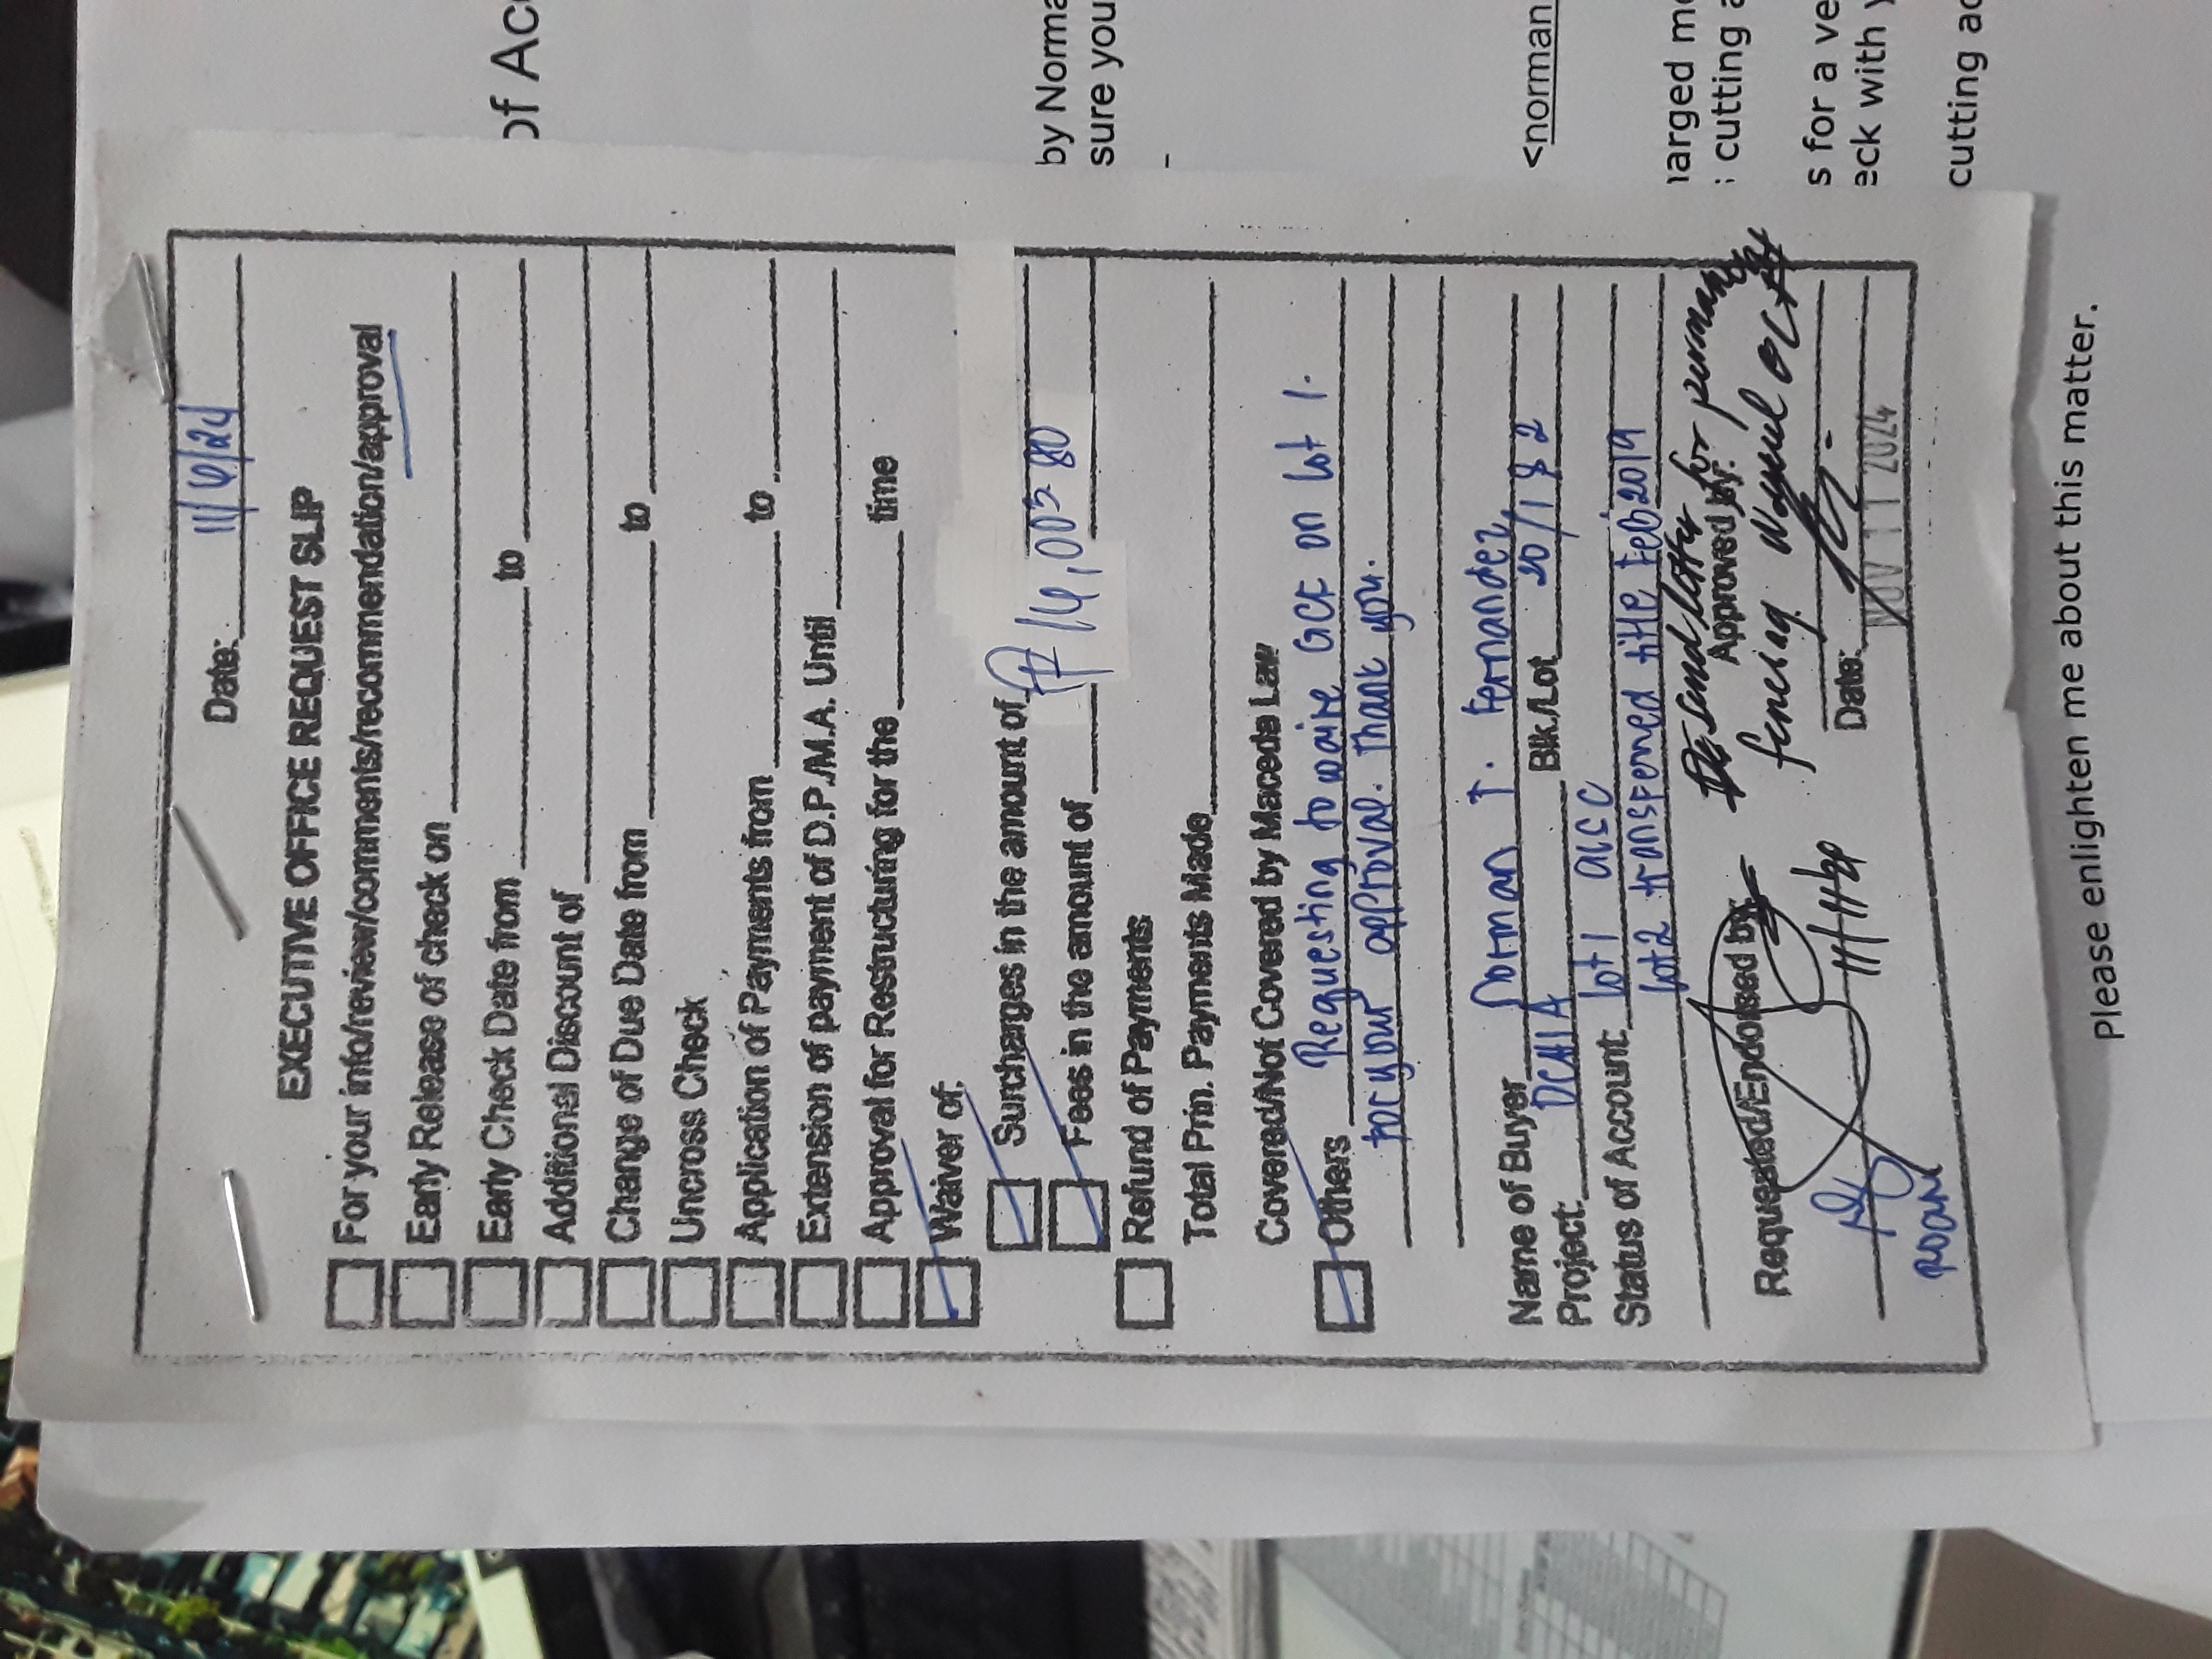 Date: 11/6/24
EXECUTIVE OFFICE REQUEST SLIP
For your info/review/comments/recommendation/approval
Early Release of check on
Early Check Date from to
Additional Discount of
Change of Due Date from to
Uncross Check
Application of Payments from to
Extension of payment of D.P./M.A. Until
Approval for Restructuring for the time
Waiver of:
Surcharges in the amount of
Fees in the amount of ₱ 14,003.80
Refund of Payments
Total Prin. Payments Made
Covered/Not Covered by Maceda Law
Others Requesting to waive GCF on Lot 1.
For your approval. Thank you.
Name of Buyer Norman T. Fernandez
Project: DCHIA Blk./Lot 20/1 & 2
Status of Account: Lot 1
Lot 2 transferred title Feb 2019
send letter for permanent
Requested/Endorsed by: Approved by:
fencing.
11/11/
Date:
NOV 11 2024
of Acc
by Norma
sure you
-
<norman
harged me
cutting a
s for a ve
eck with y
cutting ac
Please enlighten me about this matter.